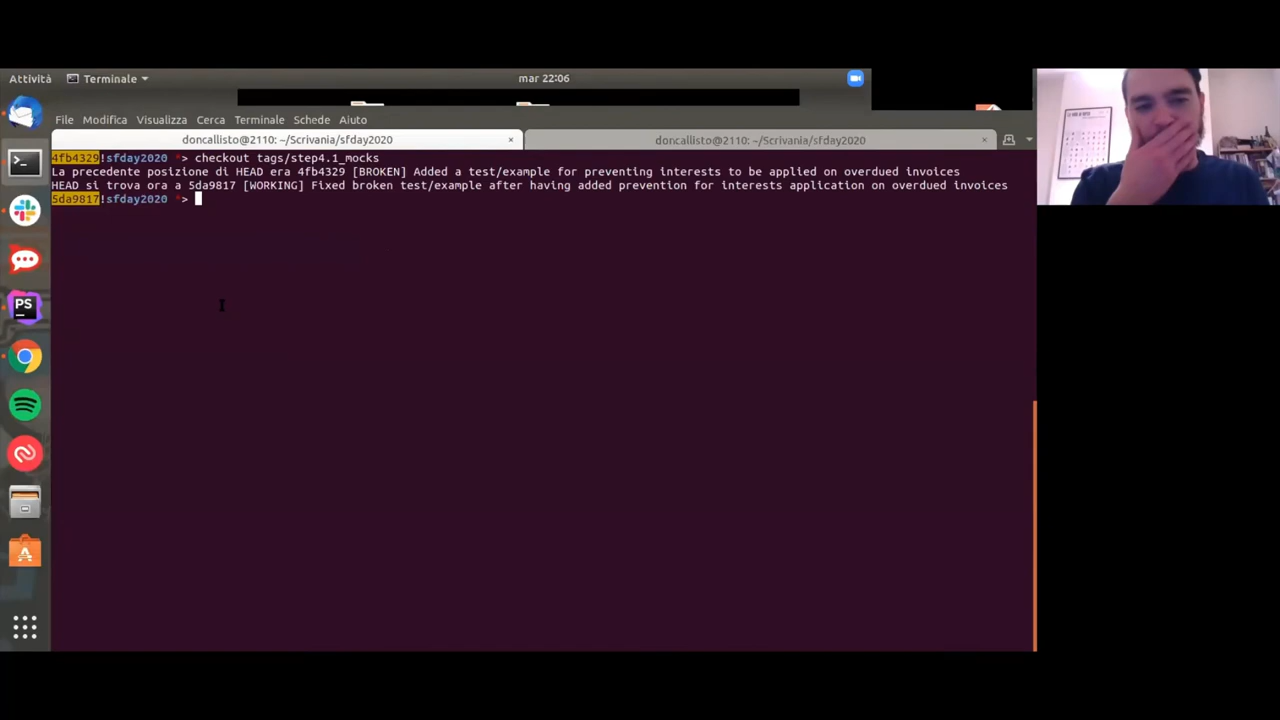 Attività
Terminale
mar 22:06
File Modifica Visualizza Cerca Terminale Schede Aiuto
doncallisto@2110: ~/Scrivania/sfday2020 ×
doncallisto@2110: ~/Scrivania/sfday2020 ×
4fb4329!sfday2020 *> checkout tags/step4.1_mocks
La precedente posizione di HEAD era 4fb4329 [BROKEN] Added a test/example for preventing interests to be applied on overdued invoices
HEAD si trova ora a 5da9817 [WORKING] Fixed broken test/example after having added prevention for interests application on overdued invoices
5da9817!sfday2020 *>
PS